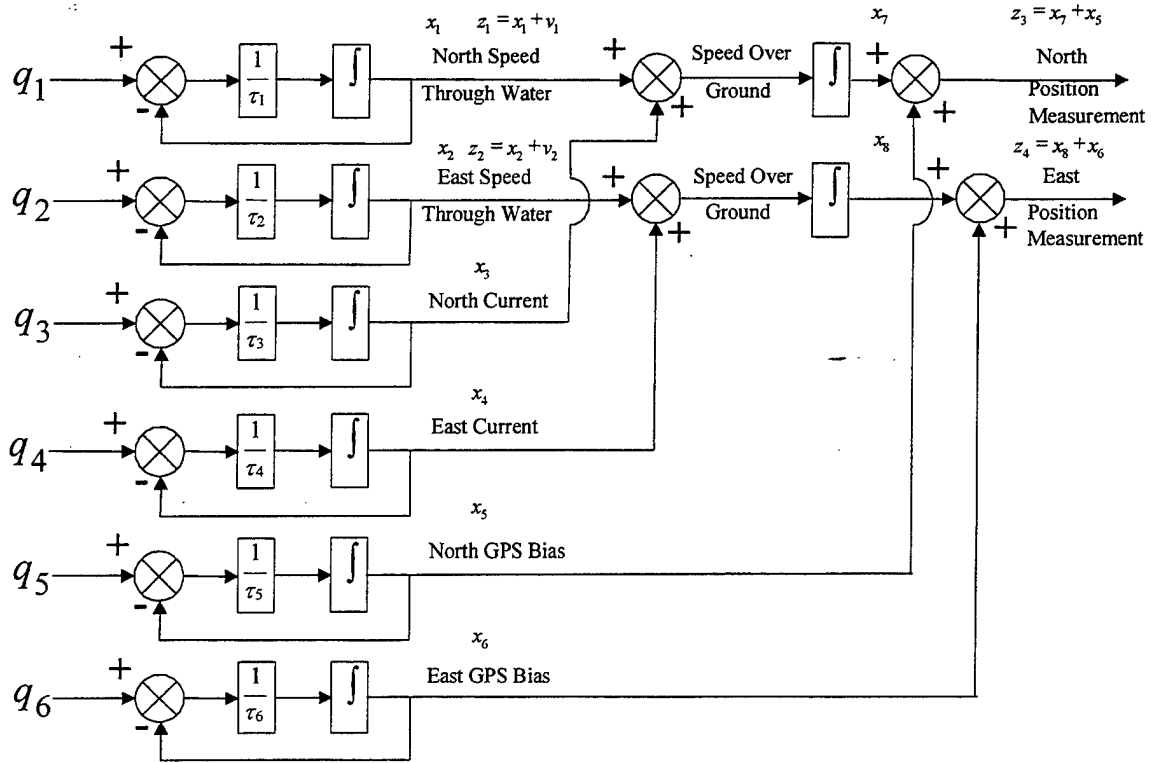 x₁ z₁ = x₁ + v₁
x₇
z₃ = x₇ + x₅
+
q₁
-
1
τ₁
∫
North Speed
Through Water
+
+
Speed Over
Ground
∫
+
+
North
Position
Measurement
x₂ z₂ = x₂ + v₂
x₈
z₄ = x₈ + x₆
+
q₂
-
1
τ₂
∫
East Speed
Through Water
+
+
Speed Over
Ground
∫
+
+
East
Position
Measurement
x₃
+
q₃
-
1
τ₃
∫
North Current
x₄
+
q₄
-
1
τ₄
∫
East Current
x₅
+
q₅
-
1
τ₅
∫
North GPS Bias
x₆
+
q₆
-
1
τ₆
∫
East GPS Bias